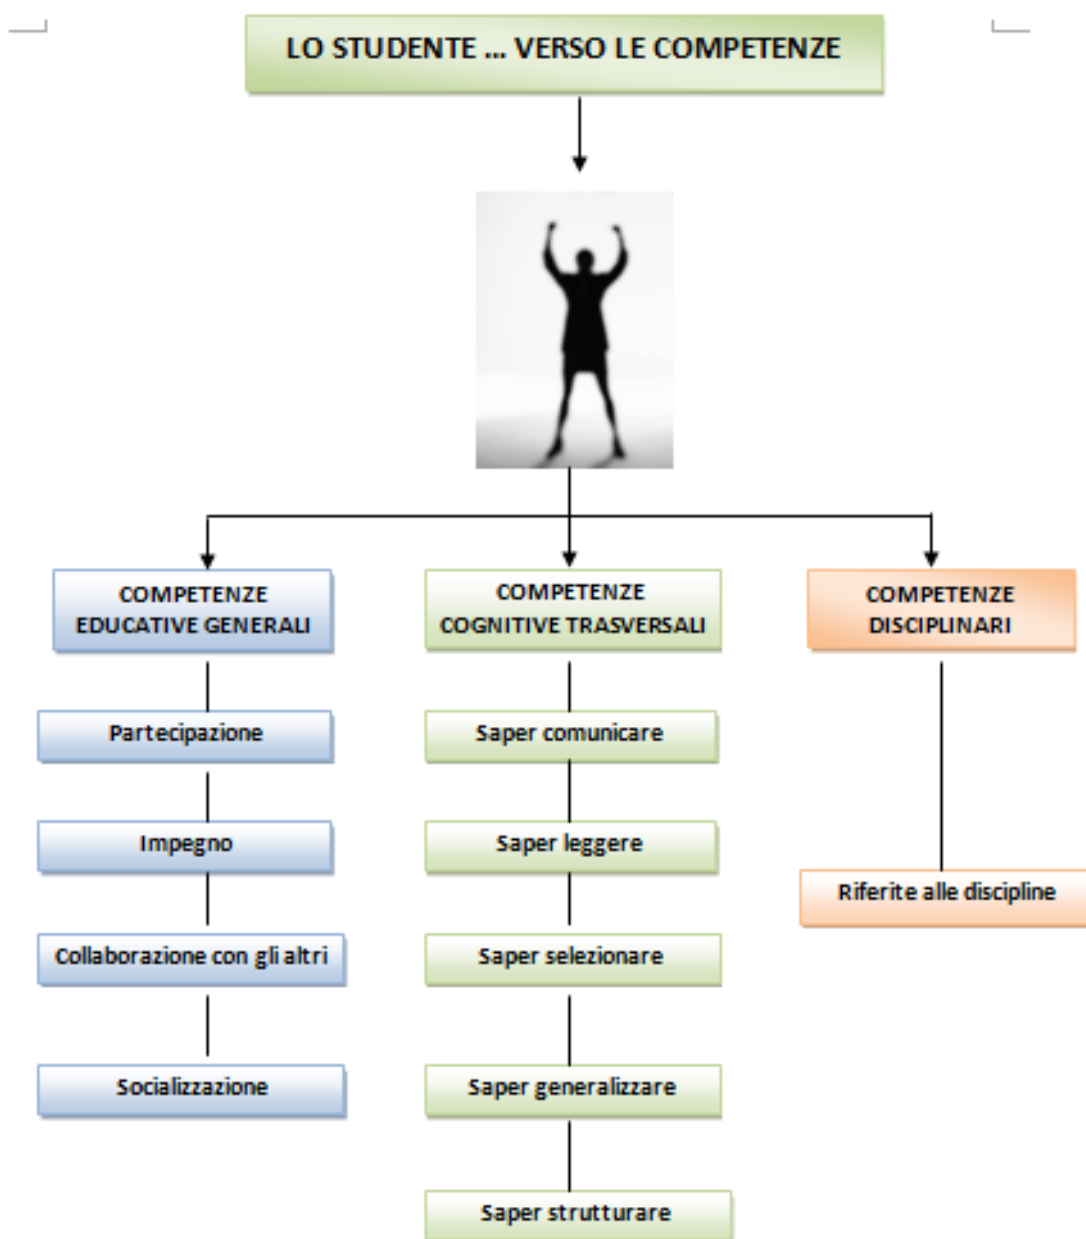 LO STUDENTE ... VERSO LE COMPETENZE
COMPETENZE
EDUCATIVE GENERALI
Partecipazione
Impegno
Collaborazione con gli altri
Socializzazione
COMPETENZE
COGNITIVE TRASVERSALI
Saper comunicare
Saper leggere
Saper selezionare
Saper generalizzare
Saper strutturare
COMPETENZE
DISCIPLINARI
Riferite alle discipline